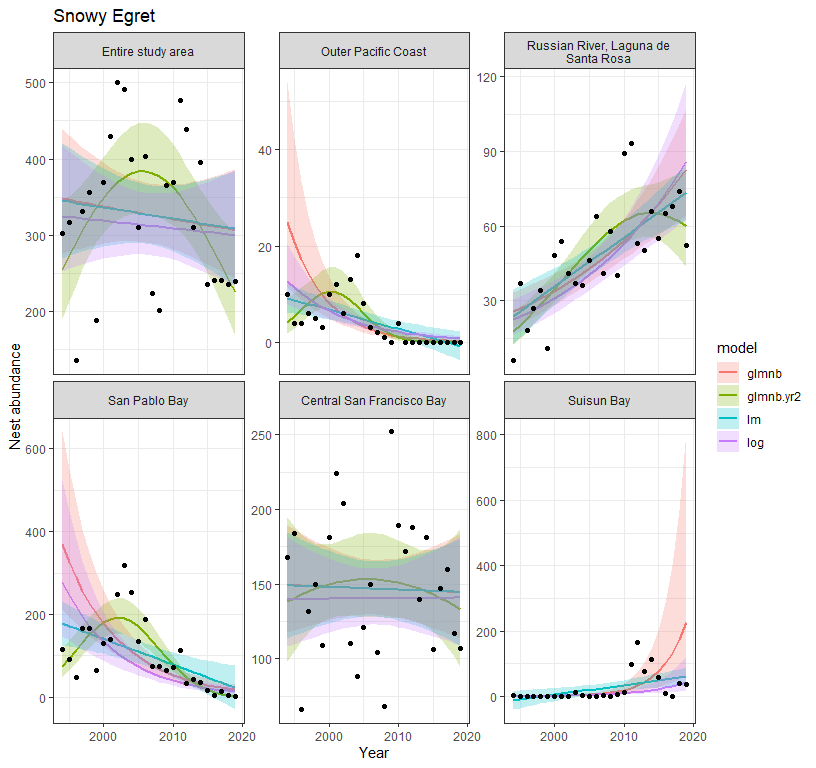 Snowy Egret
Entire study area
Outer Pacific Coast
Russian River, Laguna de
Santa Rosa
500
400
300
200
40
20
0
120
90
60
30
San Pablo Bay
Central San Francisco Bay
Suisun Bay
600
400
200
0
250
200
150
100
800
600
400
200
0
2000
2010
2020
2000
2010
2020
2000
2010
2020
Year
Nest abundance
model
glmnb
glmnb.yr2
lm
log